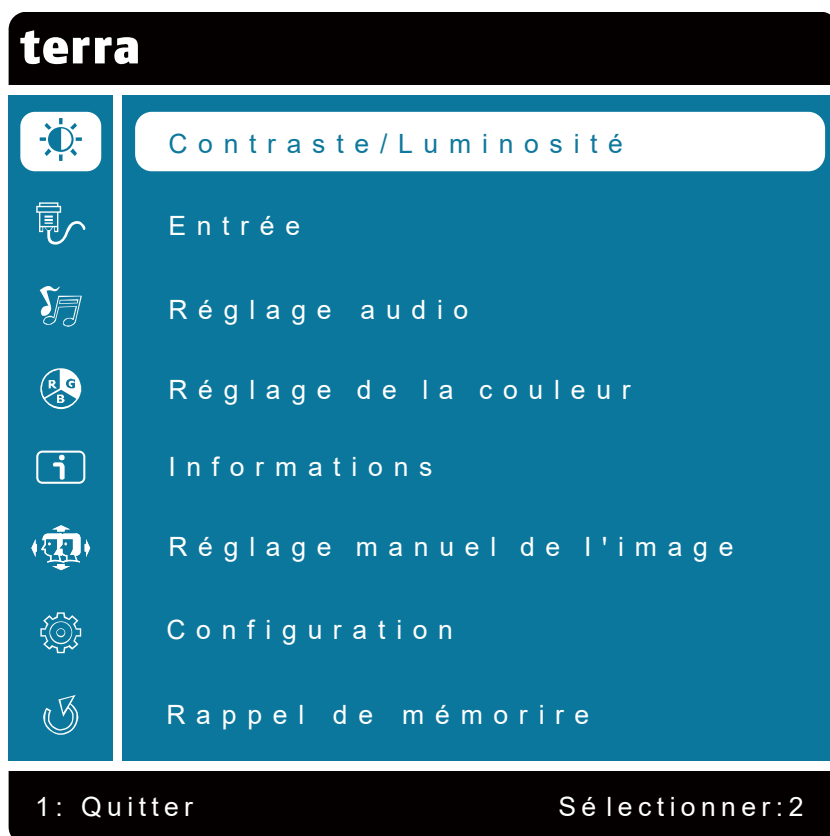 terra
Contraste/Luminosité
Entrée
Réglage audio
R G B
Réglage de la couleur
i
Informations
Réglage manuel de l'image
Configuration
Rappel de mémorire
1: Quitter Sélectionner:2